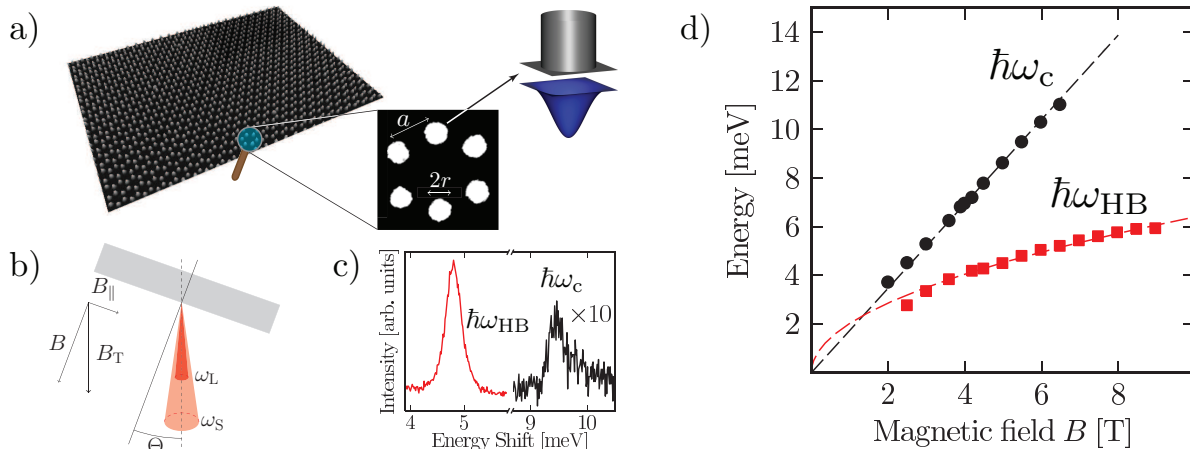 a)
a
2r
b)
B∥
B
B_T
ω_L
ω_S
Θ
c)
Intensity [arb. units]
ħω_HB
ħω_c
×10
4 5 9 10
Energy Shift [meV]
d)
Energy [meV]
14
12
10
8
6
4
2
ħω_c
ħω_HB
2 4 6 8
Magnetic field B [T]